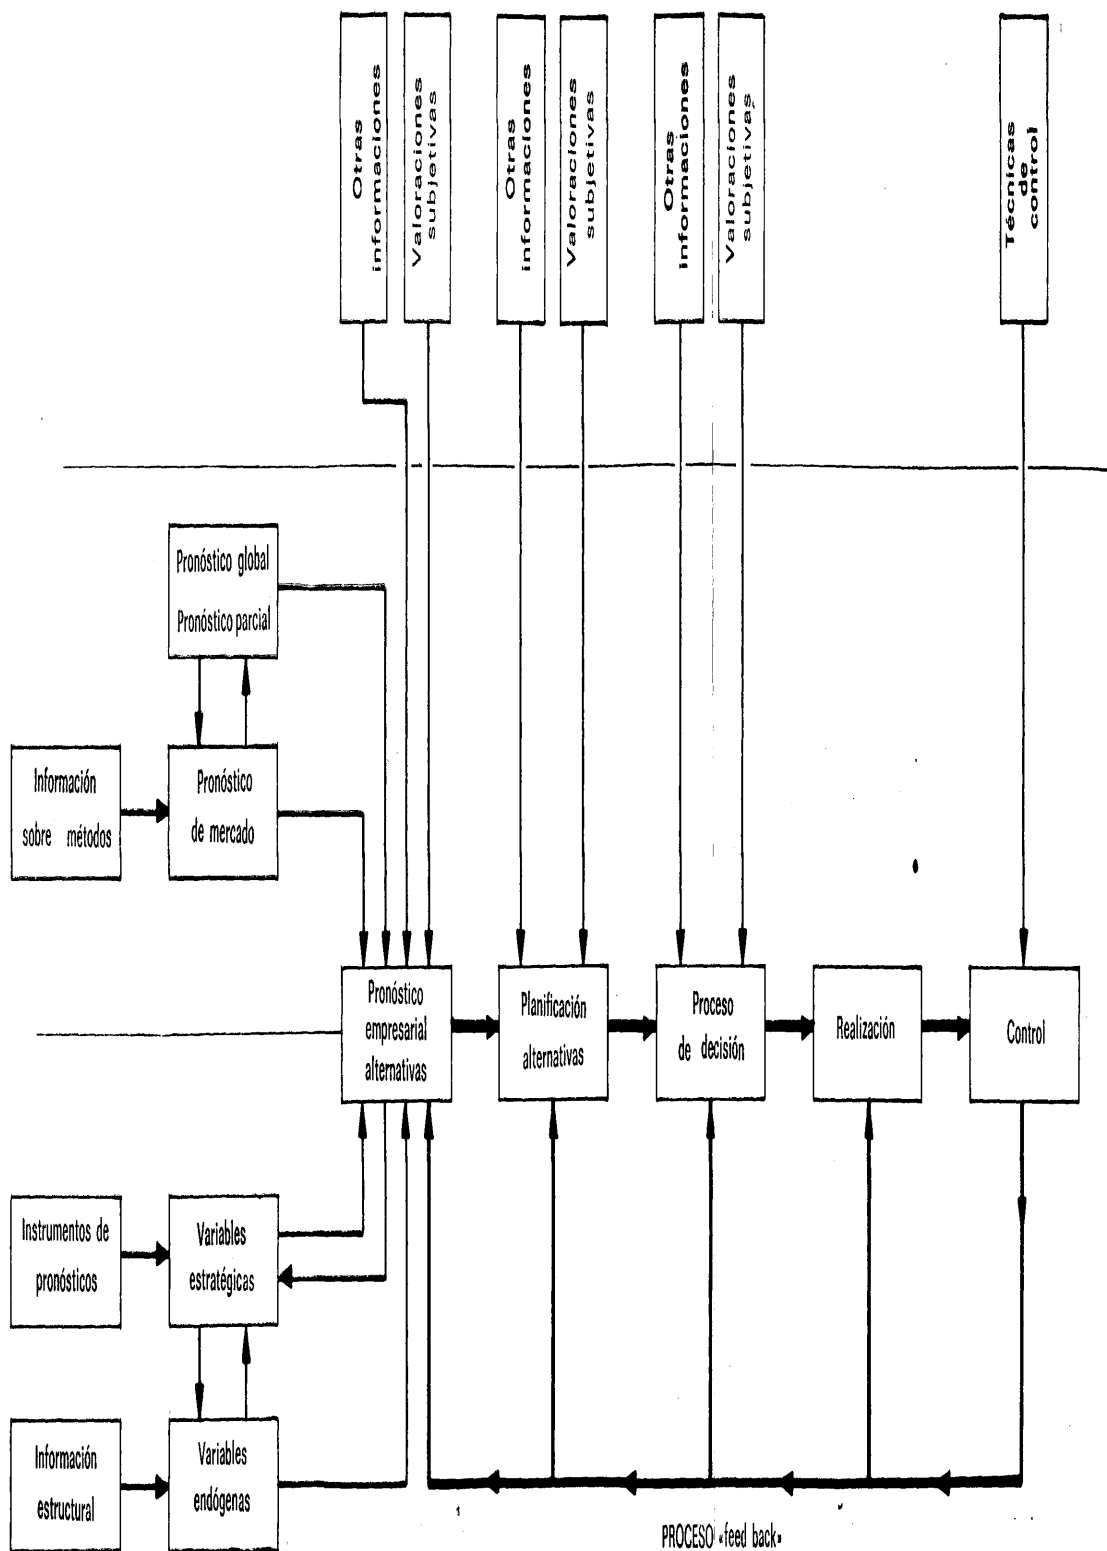 Otras
informaciones
Valoraciones
subjetivas
Otras
informaciones
Valoraciones
subjetivas
Otras
informaciones
Valoraciones
subjetivas
Técnicas
de
control
Pronóstico global
Pronóstico parcial
Información
sobre métodos
Pronóstico
de mercado
Pronóstico
empresarial
alternativas
Planificación
alternativas
Proceso
de decisión
Realización
Control
Instrumentos de
pronósticos
Variables
estratégicas
Información
estructural
Variables
endógenas
PROCESO «feed back»